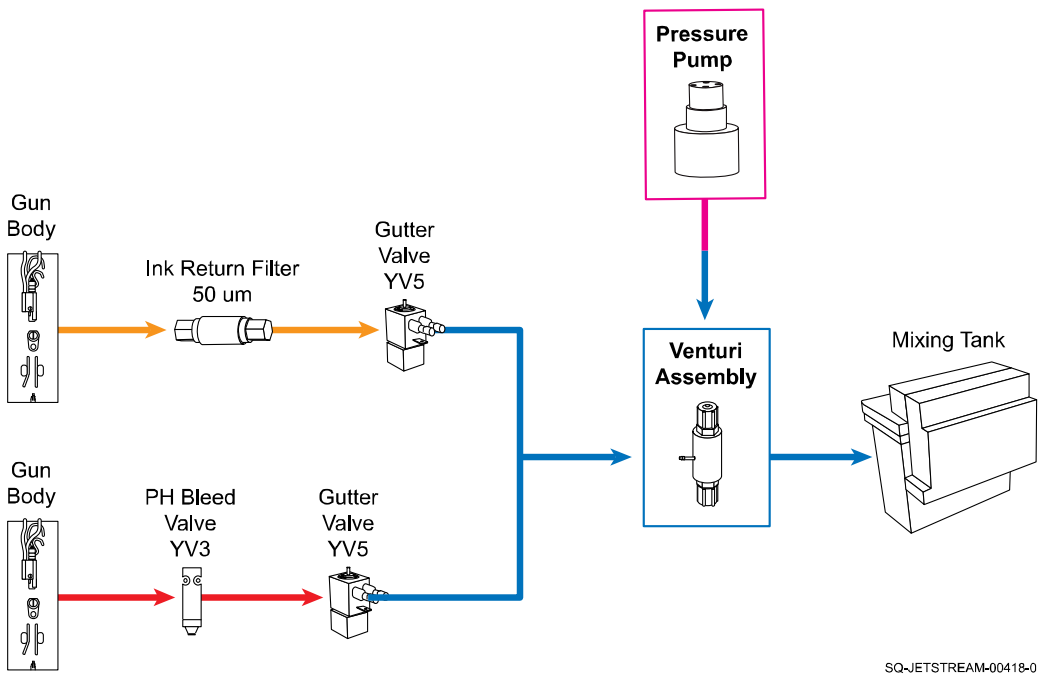 Pressure
Pump
Gun
Body
Ink Return Filter
50 um
Gutter
Valve
YV5
Venturi
Assembly
Mixing Tank
Gun
Body
PH Bleed
Valve
YV3
Gutter
Valve
YV5
SQ-JETSTREAM-00418-0